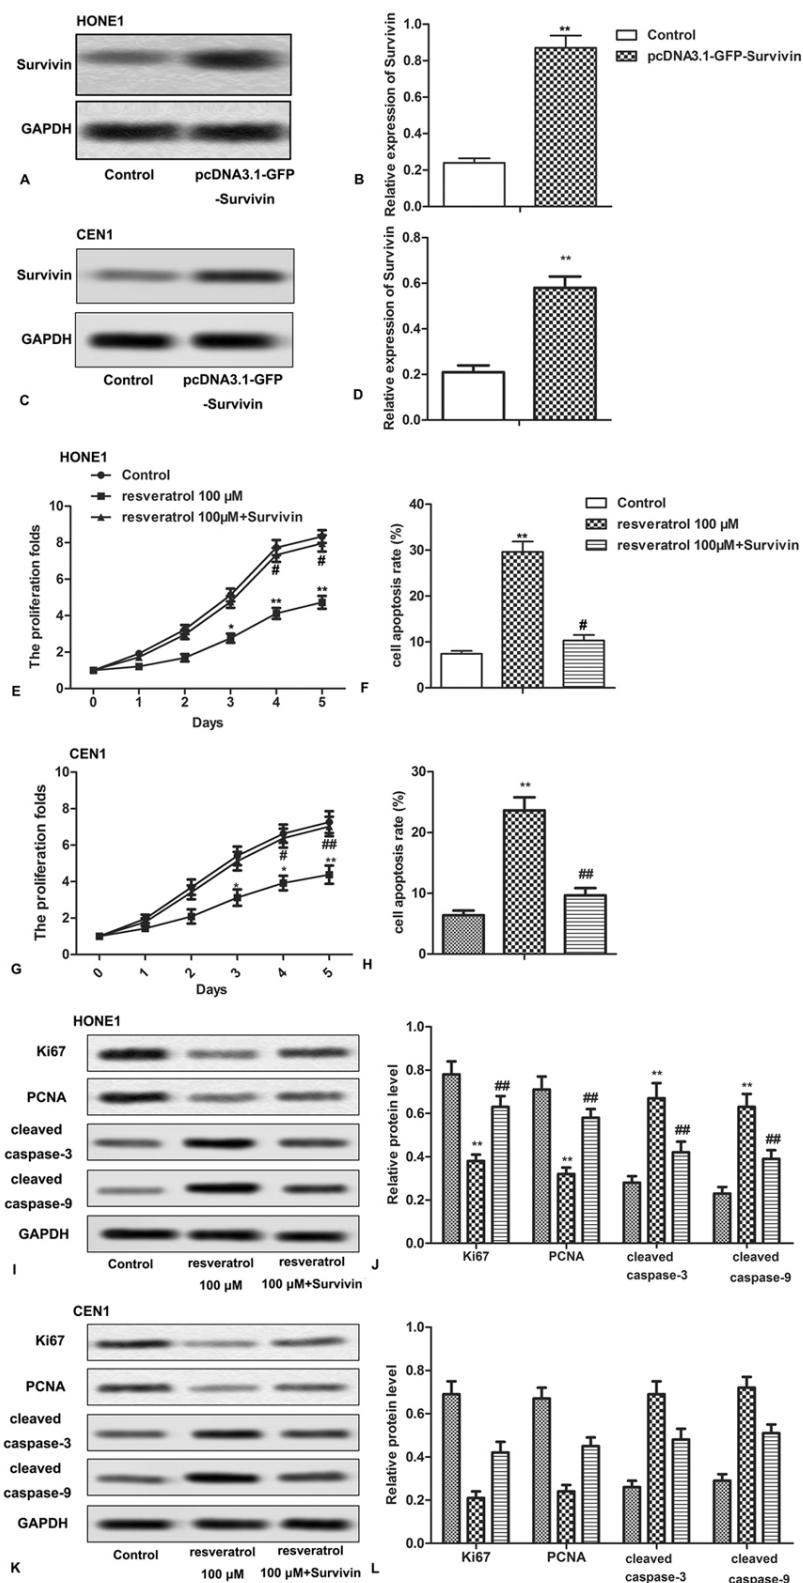 HONE1
Survivin
GAPDH
Control
pcDNA3.1-GFP
-Survivin
A
Relative expression of Survivin
1.0
0.8
0.6
0.4
0.2
0.0
**
Control
pcDNA3.1-GFP-Survivin
B
CEN1
Survivin
GAPDH
Control
pcDNA3.1-GFP
-Survivin
C
Relative expression of Survivin
0.8
0.6
0.4
0.2
0.0
**
D
HONE1
Control
resveratrol 100 μM
resveratrol 100μM+Survivin
The proliferation folds
10
8
6
4
2
0
# #
* ** **
0 1 2 3 4 5
Days
E
cell apoptosis rate (%)
40
30
20
10
0
**
#
Control
resveratrol 100 μM
resveratrol 100μM+Survivin
F
CEN1
The proliferation folds
10
8
6
4
2
0
# ##
* * **
0 1 2 3 4 5
Days
G
cell apoptosis rate (%)
30
20
10
0
**
##
H
HONE1
Ki67
PCNA
cleaved
caspase-3
cleaved
caspase-9
GAPDH
Control
resveratrol
100 μM
resveratrol
100 μM+Survivin
I
Relative protein level
1.0
0.8
0.6
0.4
0.2
0.0
** ## ** ## ** ## ** ##
Ki67
PCNA
cleaved
caspase-3
cleaved
caspase-9
J
CEN1
Ki67
PCNA
cleaved
caspase-3
cleaved
caspase-9
GAPDH
Control
resveratrol
100 μM
resveratrol
100 μM+Survivin
K
Relative protein level
1.0
0.8
0.6
0.4
0.2
0.0
Ki67
PCNA
cleaved
caspase-3
cleaved
caspase-9
L